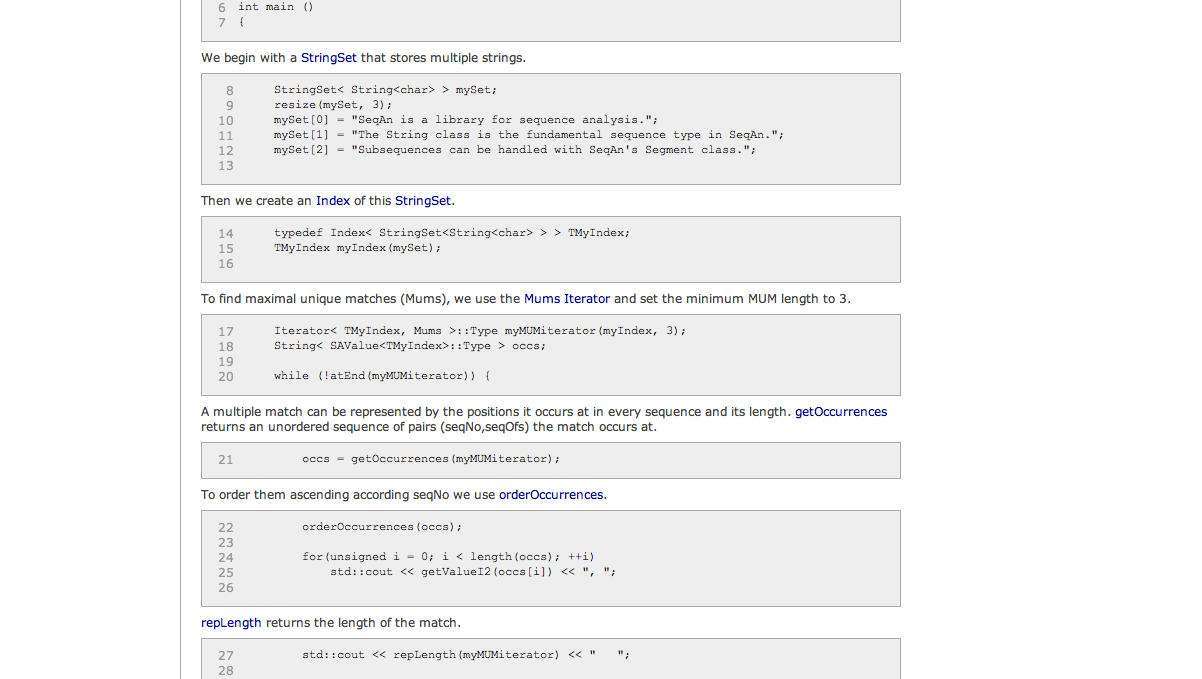 6 int main ()
7 {
We begin with a StringSet that stores multiple strings.
8 StringSet< String<char> > mySet;
9 resize(mySet, 3);
10 mySet[0] = "SeqAn is a library for sequence analysis.";
11 mySet[1] = "The String class is the fundamental sequence type in SeqAn.";
12 mySet[2] = "Subsequences can be handled with SeqAn's Segment class.";
13
Then we create an Index of this StringSet.
14 typedef Index< StringSet<String<char> > > TMyIndex;
15 TMyIndex myIndex(mySet);
16
To find maximal unique matches (Mums), we use the Mums Iterator and set the minimum MUM length to 3.
17 Iterator< TMyIndex, Mums >::Type myMUMiterator(myIndex, 3);
18 String< SAValue<TMyIndex>::Type > occs;
19
20 while (!atEnd(myMUMiterator)) {
A multiple match can be represented by the positions it occurs at in every sequence and its length. getOccurrences
returns an unordered sequence of pairs (seqNo,seqOfs) the match occurs at.
21 occs = getOccurrences(myMUMiterator);
To order them ascending according seqNo we use orderOccurrences.
22 orderOccurrences(occs);
23
24 for(unsigned i = 0; i < length(occs); ++i)
25 std::cout << getValueI2(occs[i]) << ", ";
26
repLength returns the length of the match.
27 std::cout << repLength(myMUMiterator) << "   ";
28